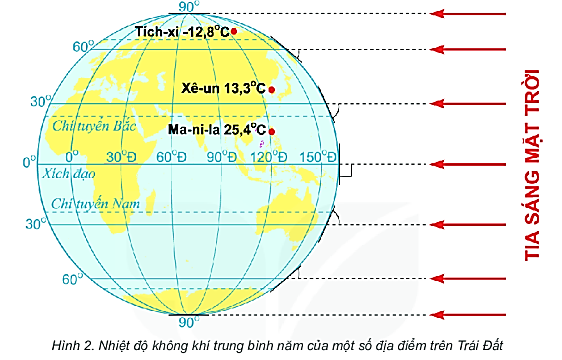 90°
Tích-xi -12,8°C
60°
Xê-un 13,3°C
30°
Chí tuyến Bắc
Ma-ni-la 25,4°C
0° 0° 30°Đ 60°Đ 90°Đ 120°Đ 150°Đ
Xích đạo
Chí tuyến Nam
30°
60°
90°
TIA SÁNG MẶT TRỜI
Hình 2. Nhiệt độ không khí trung bình năm của một số địa điểm trên Trái Đất